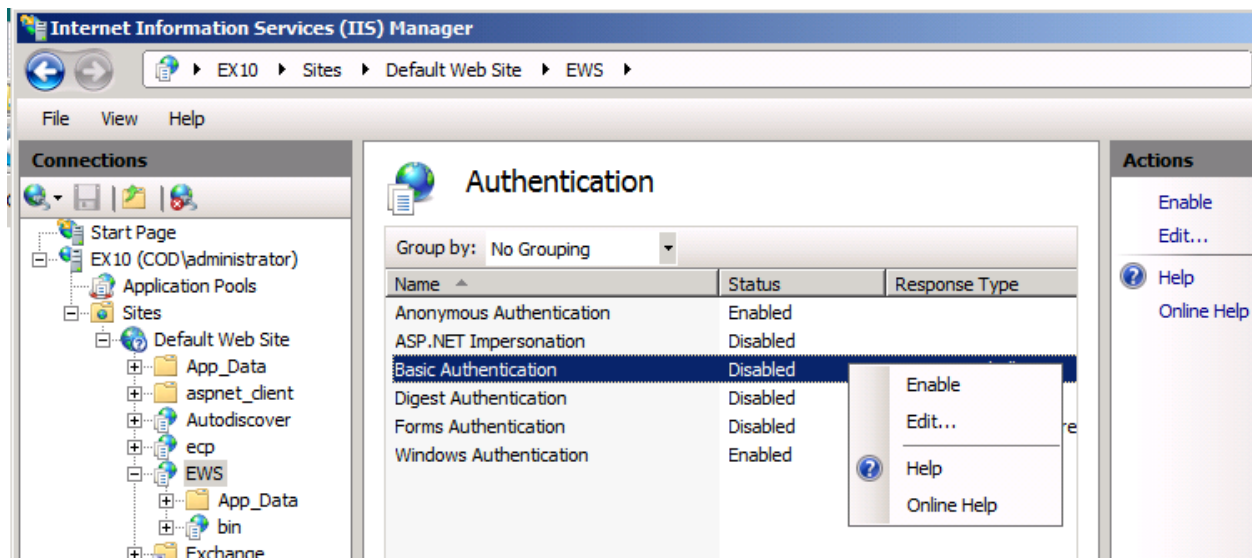 Internet Information Services (IIS) Manager
EX10 Sites Default Web Site EWS
File View Help
Connections
Start Page
EX10 (COD\administrator)
Application Pools
Sites
Default Web Site
App_Data
aspnet_client
Autodiscover
ecp
EWS
App_Data
bin
Exchange
Authentication
Group by: No Grouping
Name Status Response Type
Anonymous Authentication Enabled
ASP.NET Impersonation Disabled
Basic Authentication Disabled
Digest Authentication Disabled
Forms Authentication Disabled
Windows Authentication Enabled
Enable
Edit...
Help
Online Help
Actions
Enable
Edit...
Help
Online Help